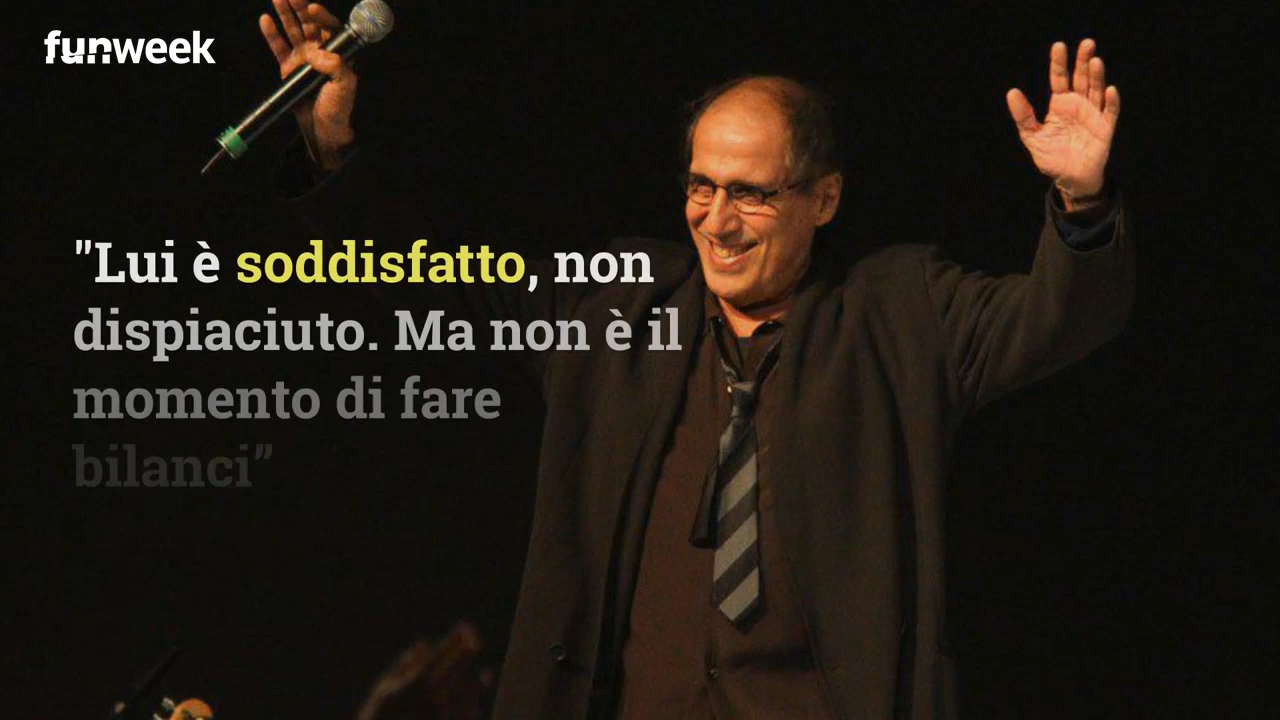 funweek
"Lui è soddisfatto, non
dispiaciuto. Ma non è il
momento di fare
bilanci”